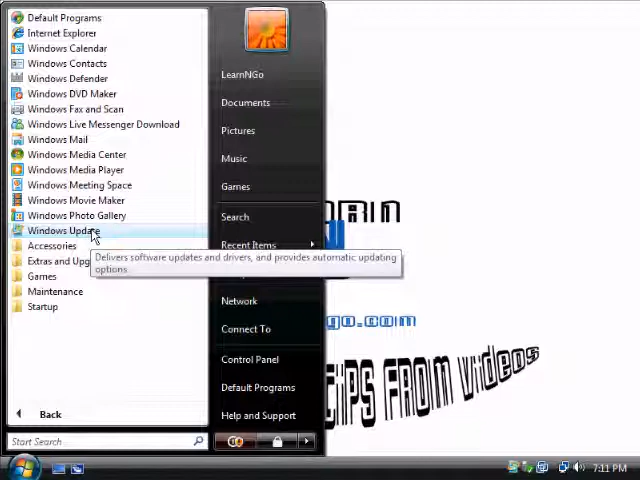 Default Programs
Internet Explorer
Windows Calendar
Windows Contacts
Windows Defender
Windows DVD Maker
Windows Fax and Scan
Windows Live Messenger Download
Windows Mail
Windows Media Center
Windows Media Player
Windows Meeting Space
Windows Movie Maker
Windows Photo Gallery
Windows Update
Accessories
Extras and Upg
Games
Maintenance
Startup
Back
Start Search
LearnNGo
Documents
Pictures
Music
Games
Search
Recent Items
Delivers software updates and drivers, and provides automatic updating
options
Network
Connect To
Control Panel
Default Programs
Help and Support
go.com
FROM Videos
7:11 PM